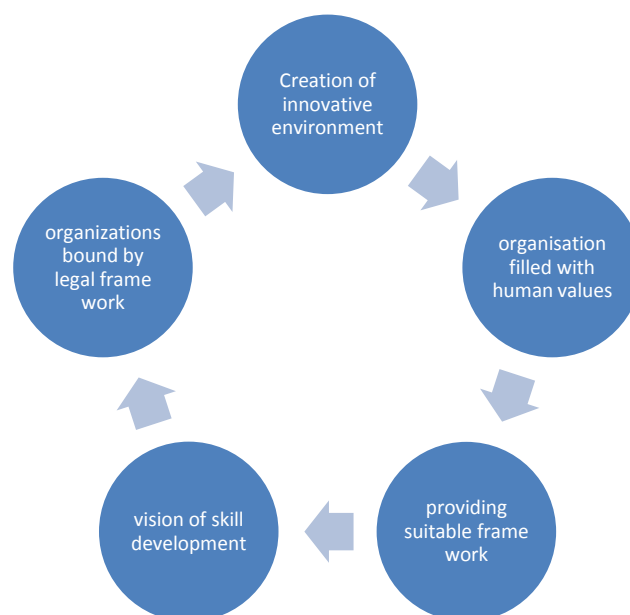 Creation of
innovative
environment
organisation
filled with
human values
providing
suitable frame
work
vision of skill
development
organizations
bound by
legal frame
work